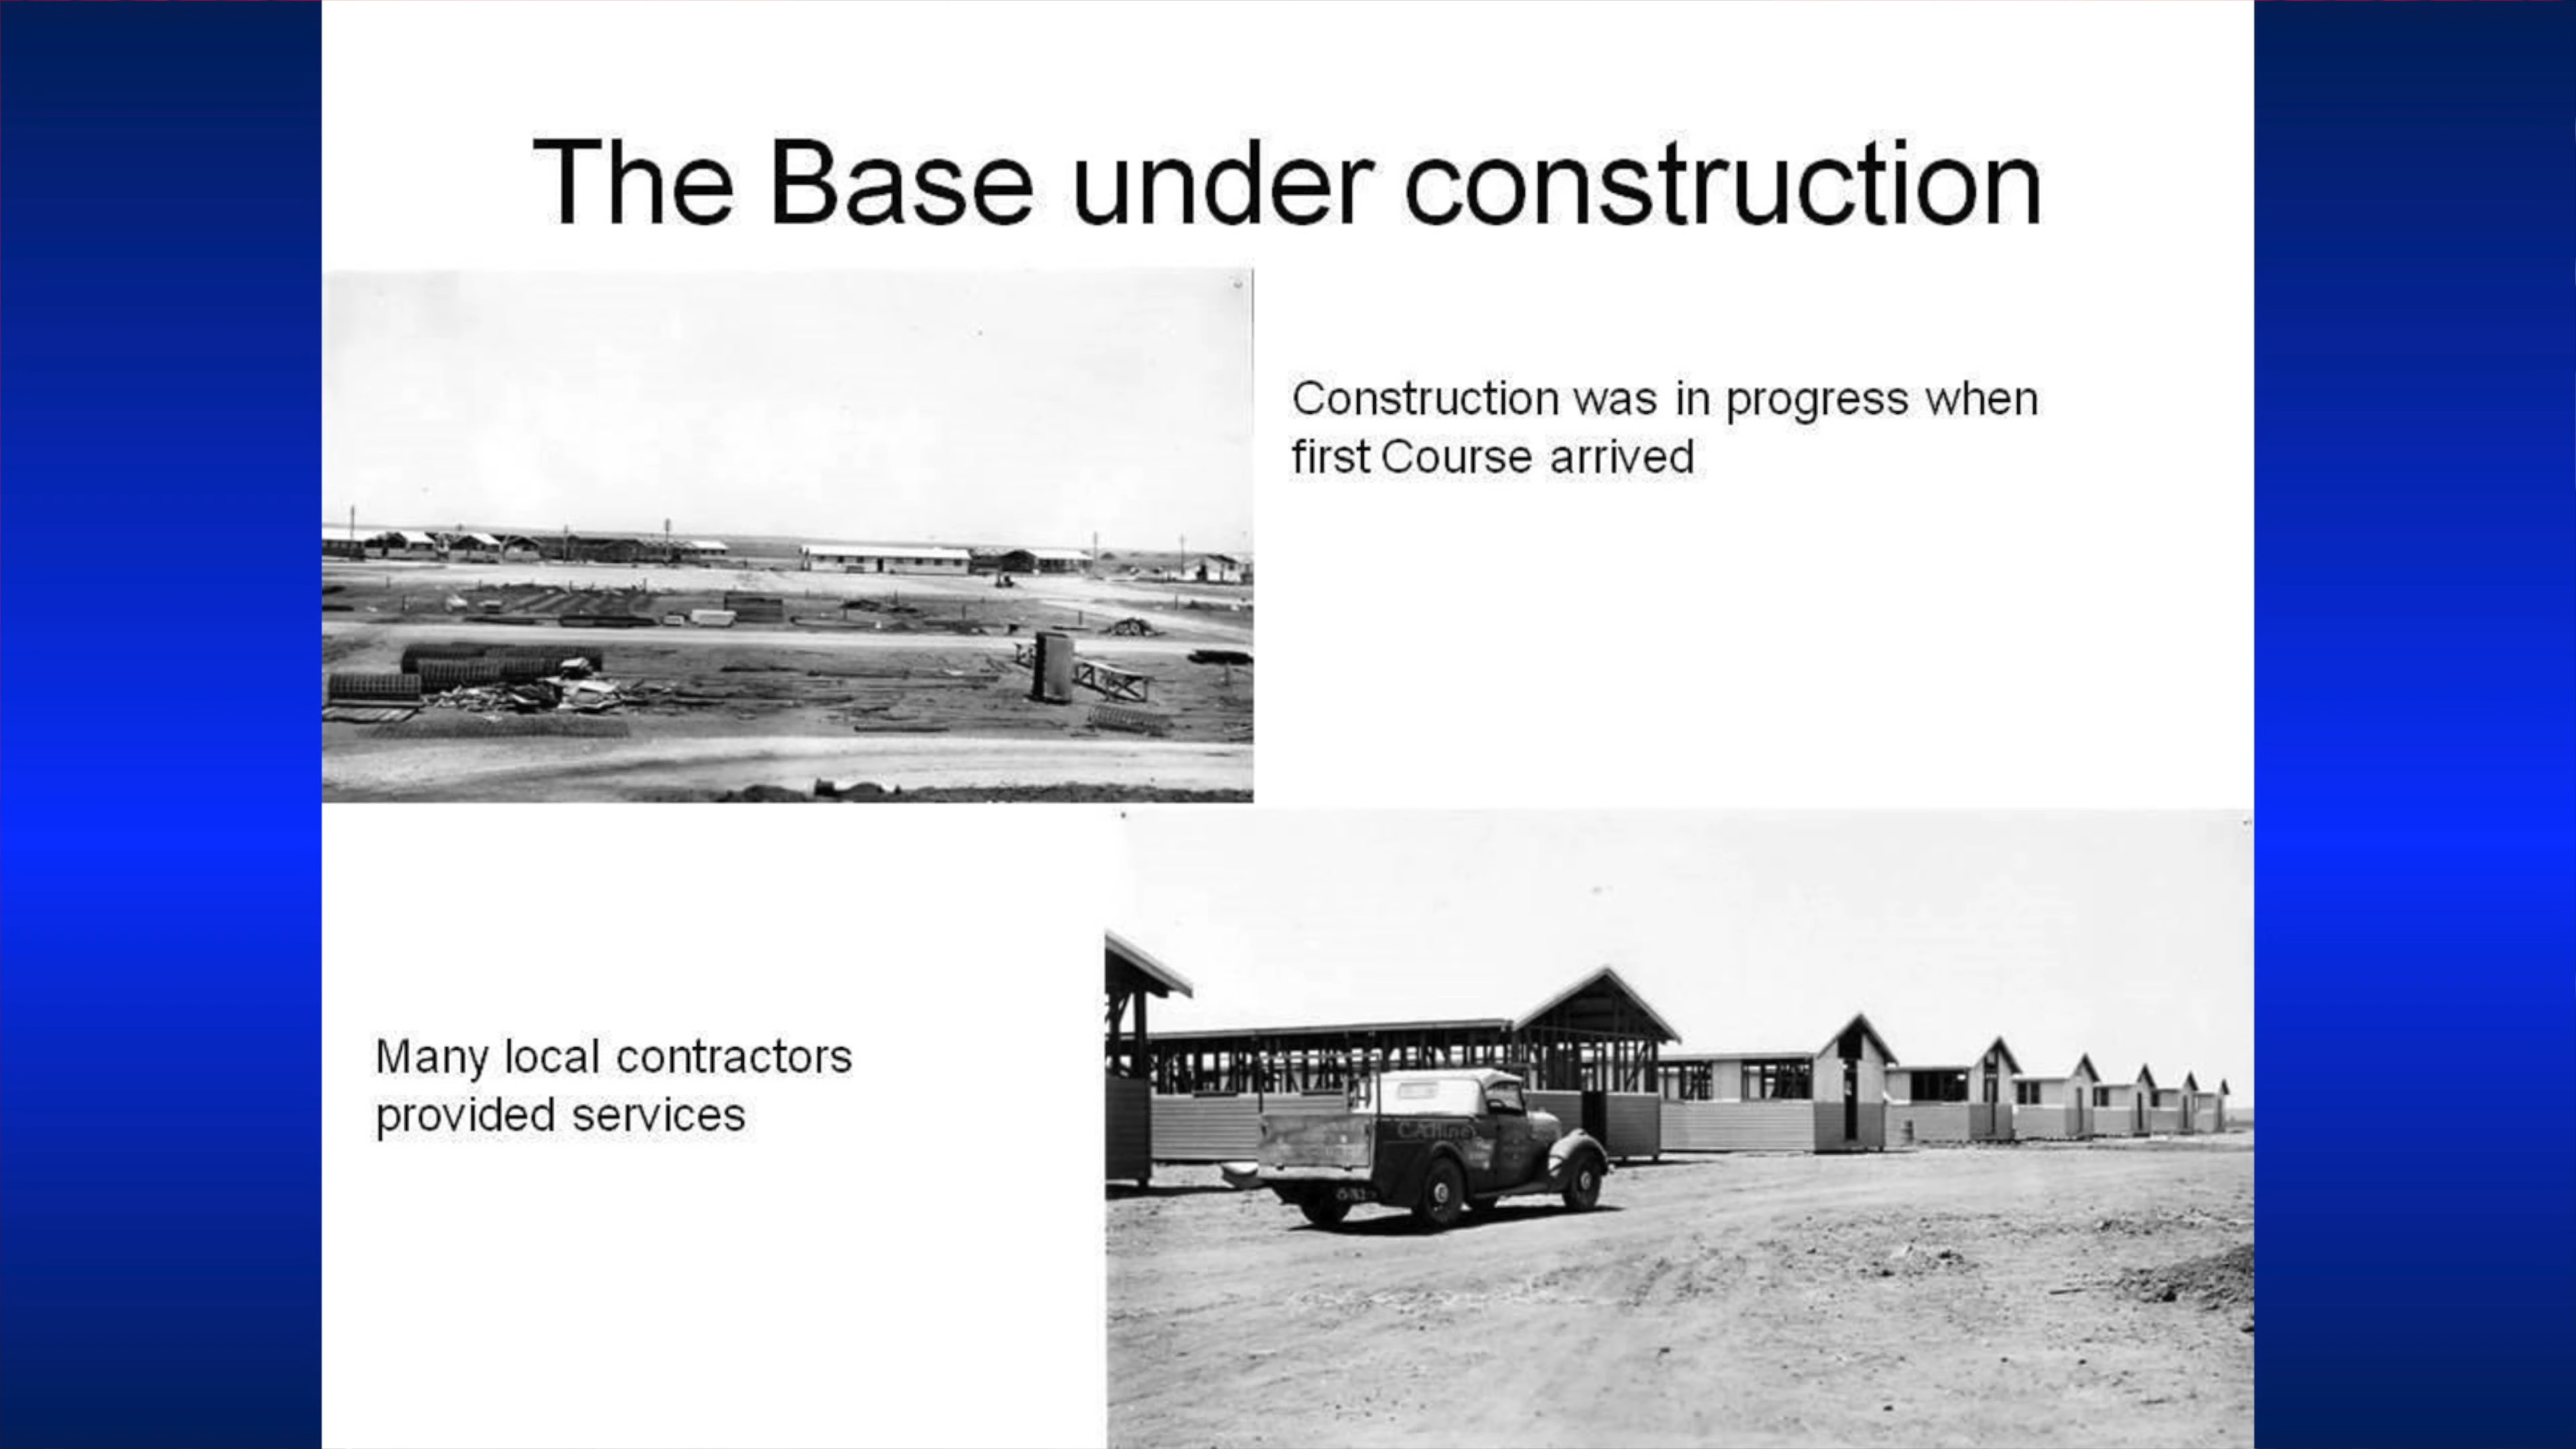 The Base under construction
Construction was in progress when
first Course arrived
Many local contractors
provided services